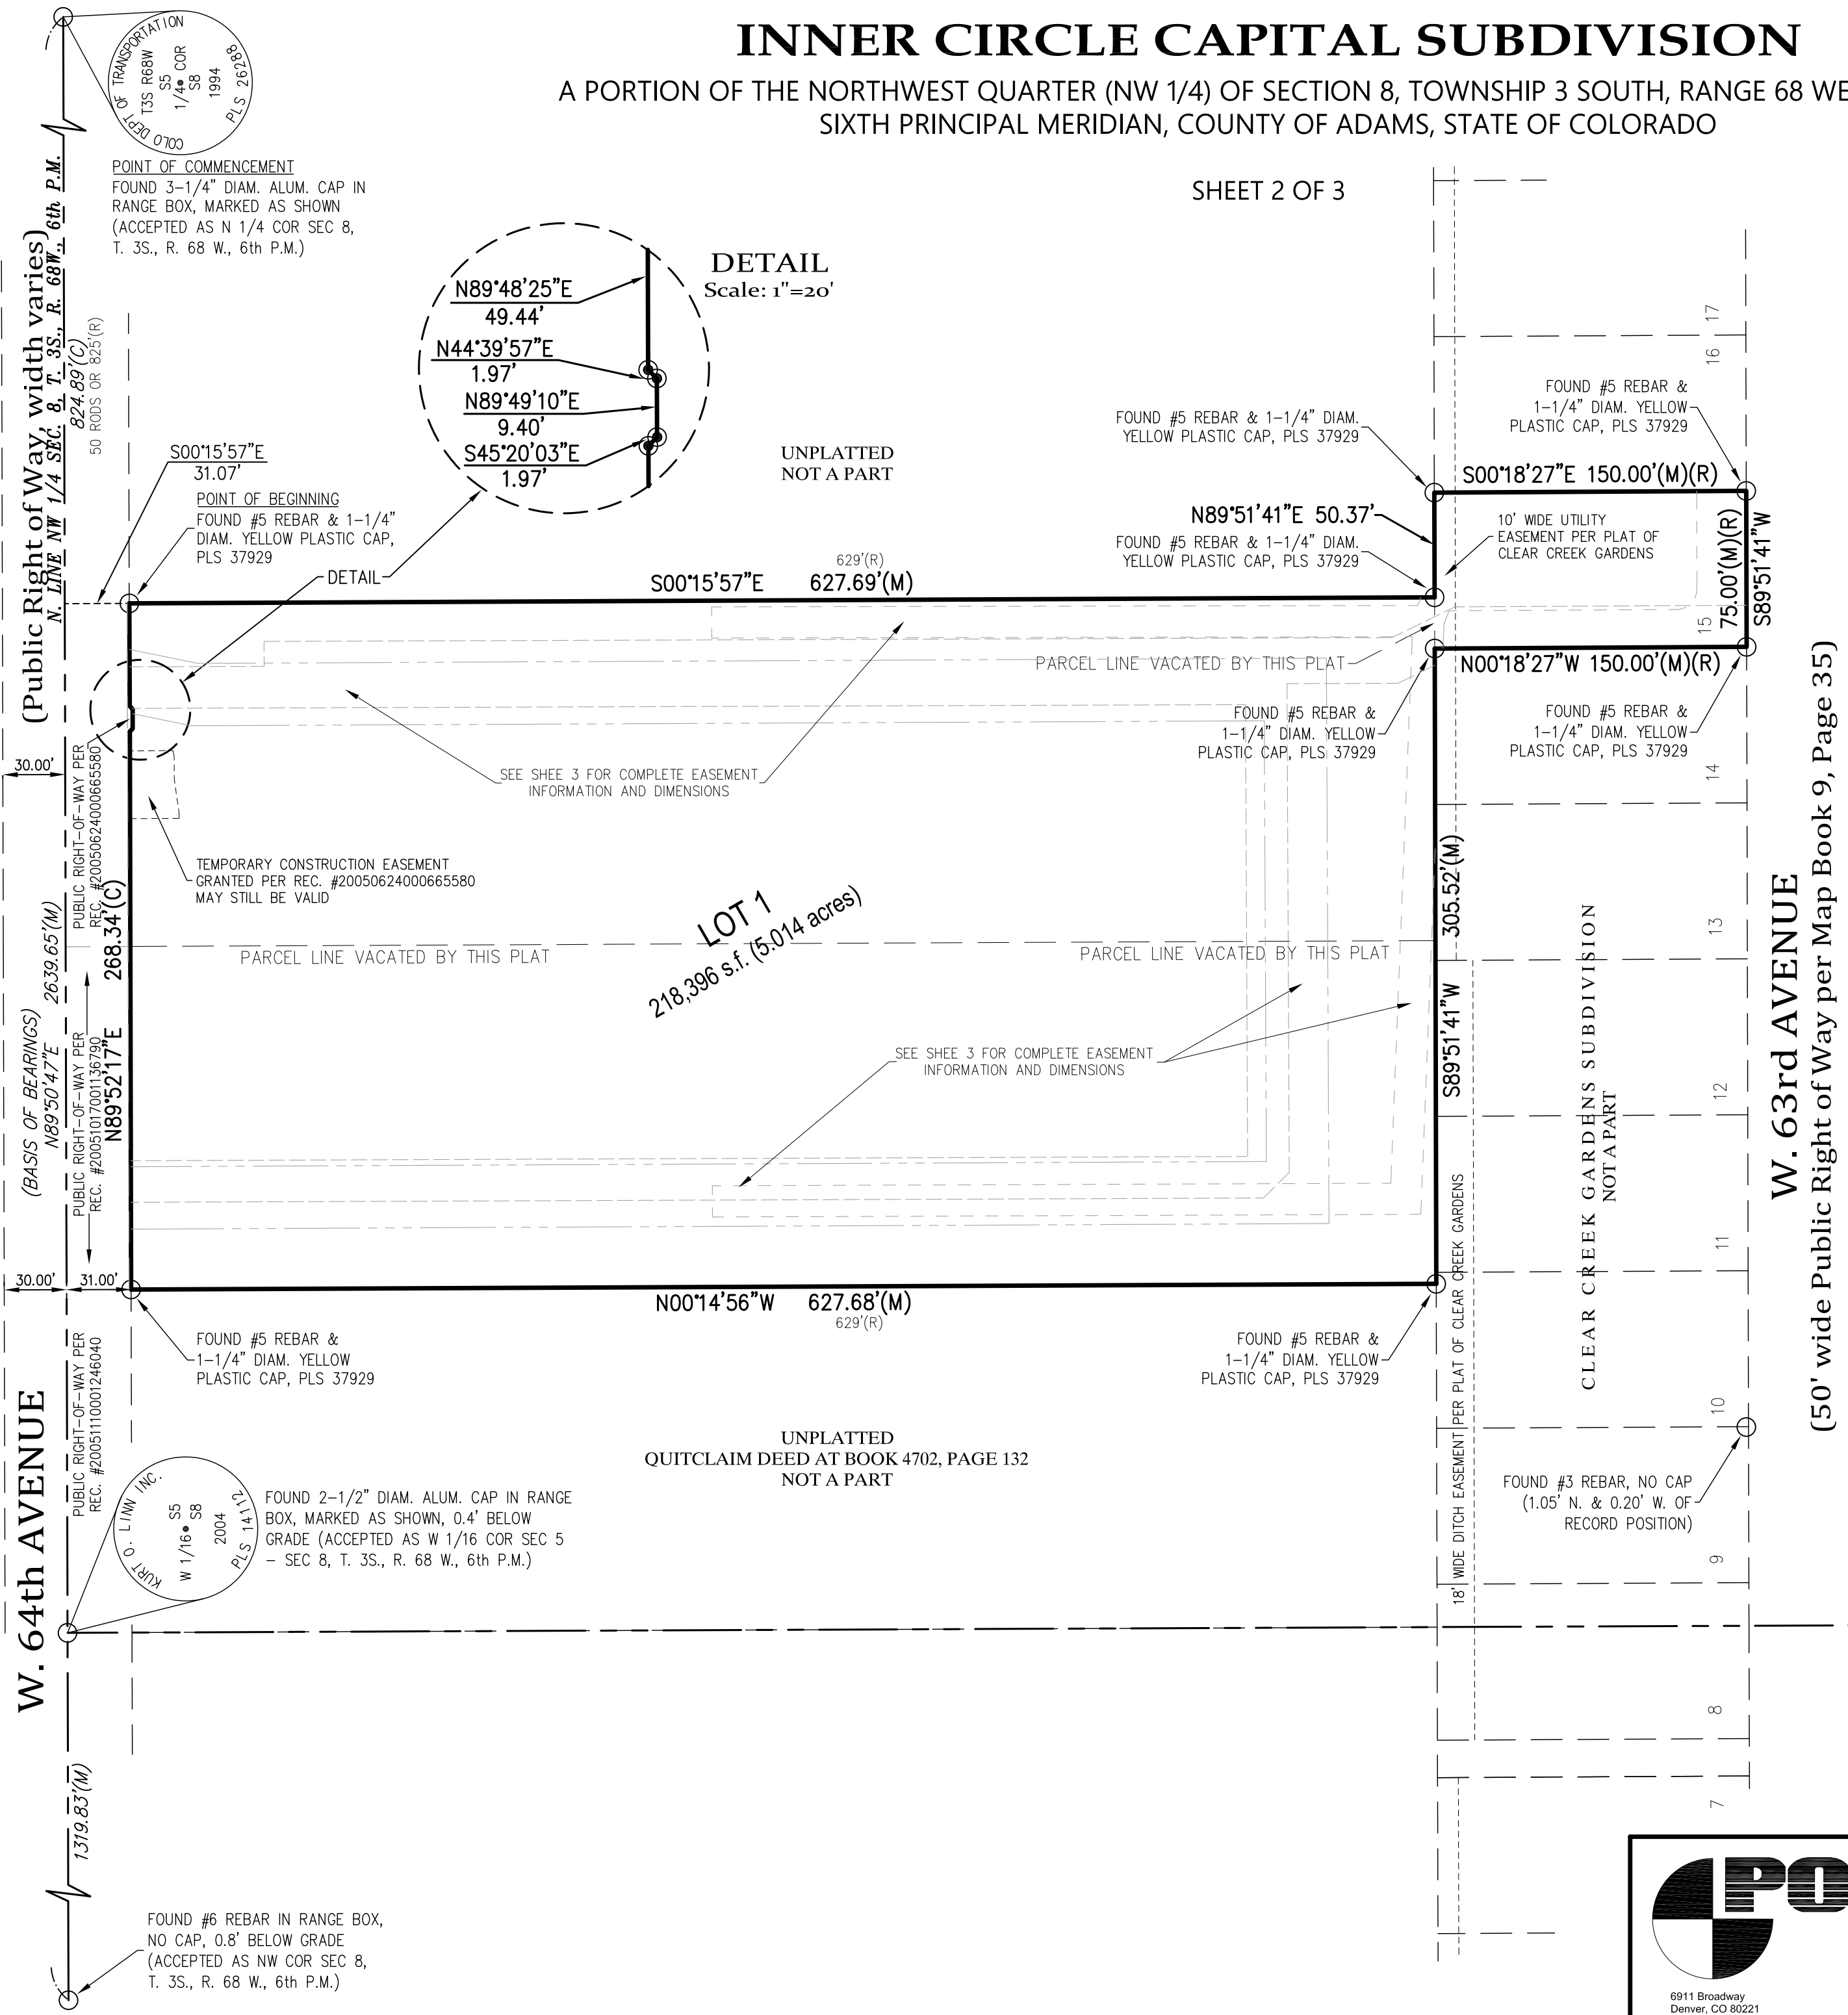 INNER CIRCLE CAPITAL SUBDIVISION
A PORTION OF THE NORTHWEST QUARTER (NW 1/4) OF SECTION 8, TOWNSHIP 3 SOUTH, RANGE 68 WE
SIXTH PRINCIPAL MERIDIAN, COUNTY OF ADAMS, STATE OF COLORADO
SHEET 2 OF 3
COLO DEPT OF TRANSPORTATION
T3S R68W
S5
1/4 COR
S8
1994
PLS 26288
POINT OF COMMENCEMENT
FOUND 3-1/4" DIAM. ALUM. CAP IN
RANGE BOX, MARKED AS SHOWN
(ACCEPTED AS N 1/4 COR SEC 8,
T. 3S., R. 68 W., 6th P.M.)
(Public Right of Way, width varies)
N. LINE NW 1/4 SEC. 8, T. 3S., R. 68W., 6th P.M.
824.89'(C)
50 RODS OR 825'(R)
DETAIL
Scale: 1"=20'
N89°48'25"E
49.44'
N44°39'57"E
1.97'
N89°49'10"E
9.40'
S45°20'03"E
1.97'
S00°15'57"E
31.07'
POINT OF BEGINNING
FOUND #5 REBAR & 1-1/4"
DIAM. YELLOW PLASTIC CAP,
PLS 37929
DETAIL
UNPLATTED
NOT A PART
629'(R)
S00°15'57"E 627.69'(M)
FOUND #5 REBAR & 1-1/4" DIAM.
YELLOW PLASTIC CAP, PLS 37929
N89°51'41"E 50.37'
FOUND #5 REBAR & 1-1/4" DIAM.
YELLOW PLASTIC CAP, PLS 37929
17
16
FOUND #5 REBAR &
1-1/4" DIAM. YELLOW
PLASTIC CAP, PLS 37929
S00°18'27"E 150.00'(M)(R)
10' WIDE UTILITY
EASEMENT PER PLAT OF
CLEAR CREEK GARDENS
15
75.00'(M)(R)
S89°51'41"W
N00°18'27"W 150.00'(M)(R)
PARCEL LINE VACATED BY THIS PLAT
FOUND #5 REBAR &
1-1/4" DIAM. YELLOW
PLASTIC CAP, PLS 37929
FOUND #5 REBAR &
1-1/4" DIAM. YELLOW
PLASTIC CAP, PLS 37929
30.00'
PUBLIC RIGHT-OF-WAY PER
REC. #20050624000665580
SEE SHEE 3 FOR COMPLETE EASEMENT
INFORMATION AND DIMENSIONS
TEMPORARY CONSTRUCTION EASEMENT
GRANTED PER REC. #20050624000665580
MAY STILL BE VALID
LOT 1
218,396 s.f. (5.014 acres)
PARCEL LINE VACATED BY THIS PLAT
PARCEL LINE VACATED BY THIS PLAT
(BASIS OF BEARINGS)
N89°50'47"E 2639.65'(M)
PUBLIC RIGHT-OF-WAY PER
REC. #20051017001136790
N89°52'17"E 268.34'(C)
SEE SHEE 3 FOR COMPLETE EASEMENT
INFORMATION AND DIMENSIONS
S89°51'41"W 305.52'(M)
14
13
12
11
10
9
8
7
CLEAR CREEK GARDENS SUBDIVISION
NOT A PART
W. 63rd AVENUE
(50' wide Public Right of Way per Map Book 9, Page 35)
18' WIDE DITCH EASEMENT PER PLAT OF CLEAR CREEK GARDENS
30.00'
31.00'
N00°14'56"W 627.68'(M)
629'(R)
FOUND #5 REBAR &
1-1/4" DIAM. YELLOW
PLASTIC CAP, PLS 37929
FOUND #5 REBAR &
1-1/4" DIAM. YELLOW
PLASTIC CAP, PLS 37929
UNPLATTED
QUITCLAIM DEED AT BOOK 4702, PAGE 132
NOT A PART
W. 64th AVENUE
PUBLIC RIGHT-OF-WAY PER
REC. #20051110001246040
KURT O. LINN INC.
W 1/16 S5
S8
2004
PLS 14112
FOUND 2-1/2" DIAM. ALUM. CAP IN RANGE
BOX, MARKED AS SHOWN, 0.4' BELOW
GRADE (ACCEPTED AS W 1/16 COR SEC 5
- SEC 8, T. 3S., R. 68 W., 6th P.M.)
FOUND #3 REBAR, NO CAP
(1.05' N. & 0.20' W. OF
RECORD POSITION)
1319.83'(M)
FOUND #6 REBAR IN RANGE BOX,
NO CAP, 0.8' BELOW GRADE
(ACCEPTED AS NW COR SEC 8,
T. 3S., R. 68 W., 6th P.M.)
PO
6911 Broadway
Denver, CO 80221